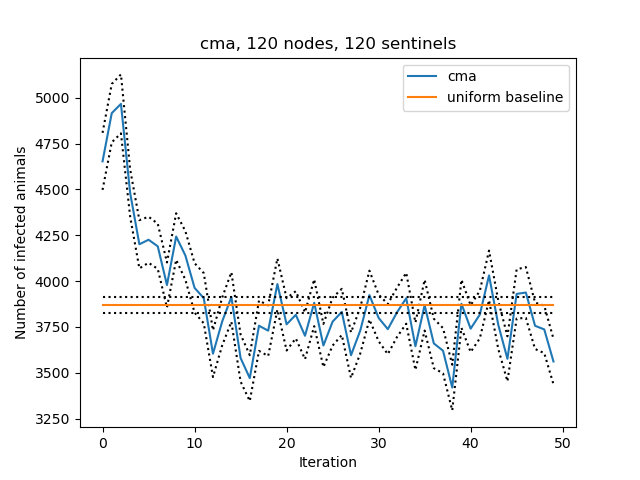 cma, 120 nodes, 120 sentinels
cma
uniform baseline
Number of infected animals
5000
4750
4500
4250
4000
3750
3500
3250
0 10 20 30 40 50
Iteration